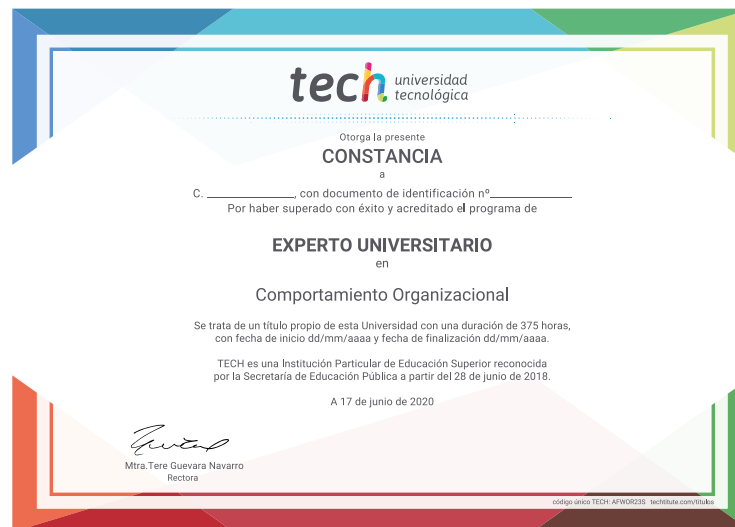 tech universidad
tecnológica
Otorga la presente
CONSTANCIA
a
C. ________________, con documento de identificación nº_______________
Por haber superado con éxito y acreditado el programa de
EXPERTO UNIVERSITARIO
en
Comportamiento Organizacional
Se trata de un título propio de esta Universidad con una duración de 375 horas,
con fecha de inicio dd/mm/aaaa y fecha de finalización dd/mm/aaaa.
TECH es una Institución Particular de Educación Superior reconocida
por la Secretaría de Educación Pública a partir del 28 de junio de 2018.
A 17 de junio de 2020
Mtra.Tere Guevara Navarro
Rectora
código único TECH: AFWOR23S techtitute.com/títulos